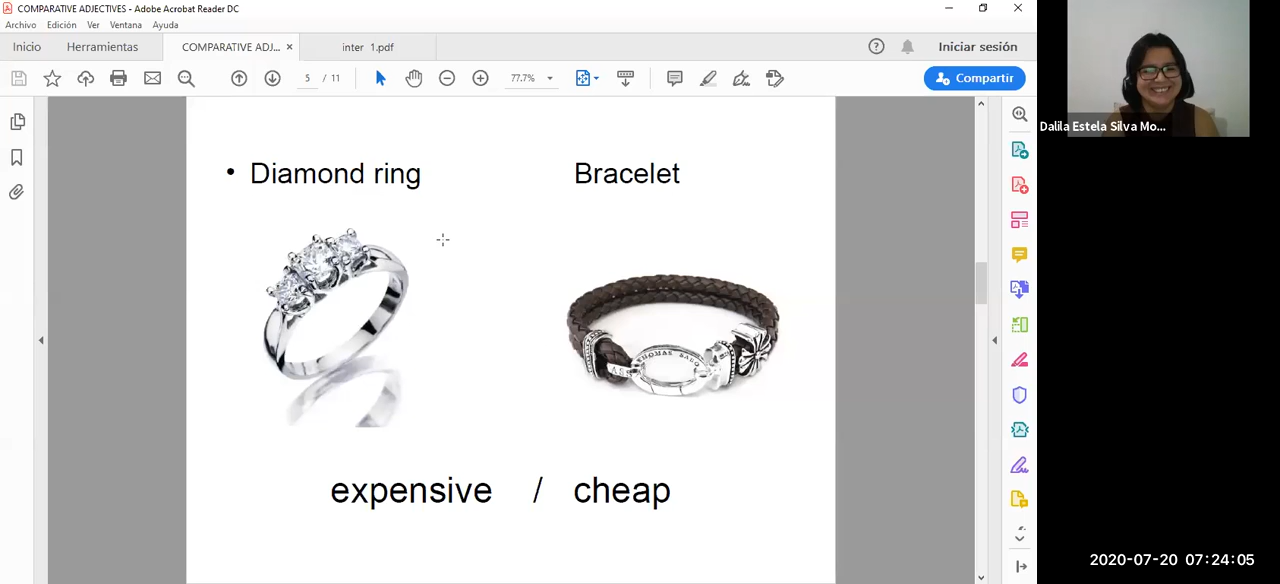 COMPARATIVE ADJECTIVES - Adobe Acrobat Reader DC
Archivo Edición Ver Ventana Ayuda
Inicio Herramientas COMPARATIVE ADJ... × inter 1.pdf Iniciar sesión
5 / 11 77.7% Compartir
Dalila Estela Silva Mo...
• Diamond ring Bracelet
THOMAS SABO
expensive / cheap
2020-07-20 07:24:05